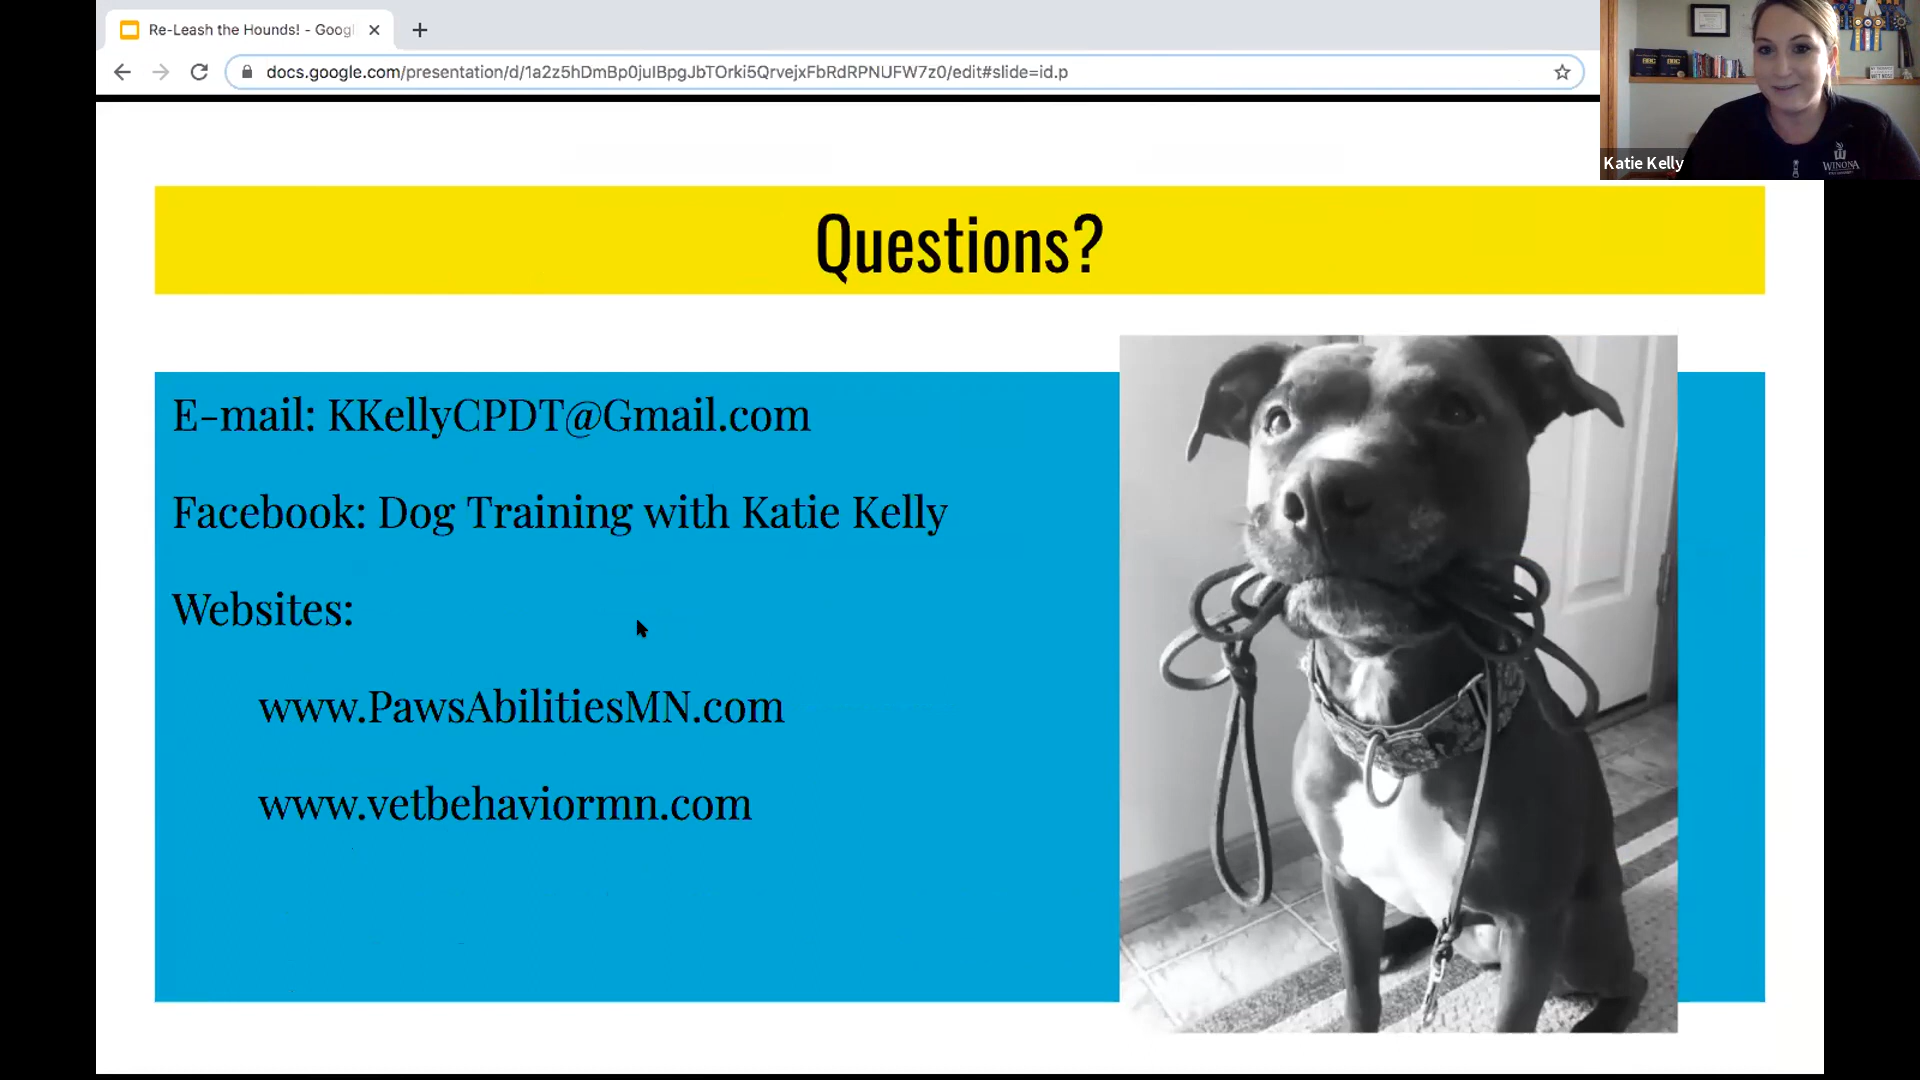 Re-Leash the Hounds! - Googl
docs.google.com/presentation/d/1a2z5hDmBp0juIBpgJbTOrki5QrvejxFbRdRPNUFW7z0/edit#slide=id.p
WINONA
Katie Kelly
Questions?
E-mail: KKellyCPDT@Gmail.com
Facebook: Dog Training with Katie Kelly
Websites:
www.PawsAbilitiesMN.com
www.vetbehaviormn.com